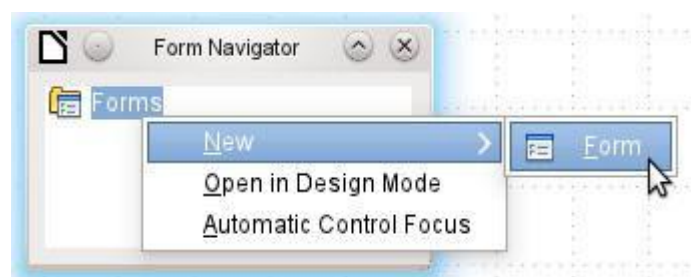 Form Navigator
Forms
New
Form
Open in Design Mode
Automatic Control Focus